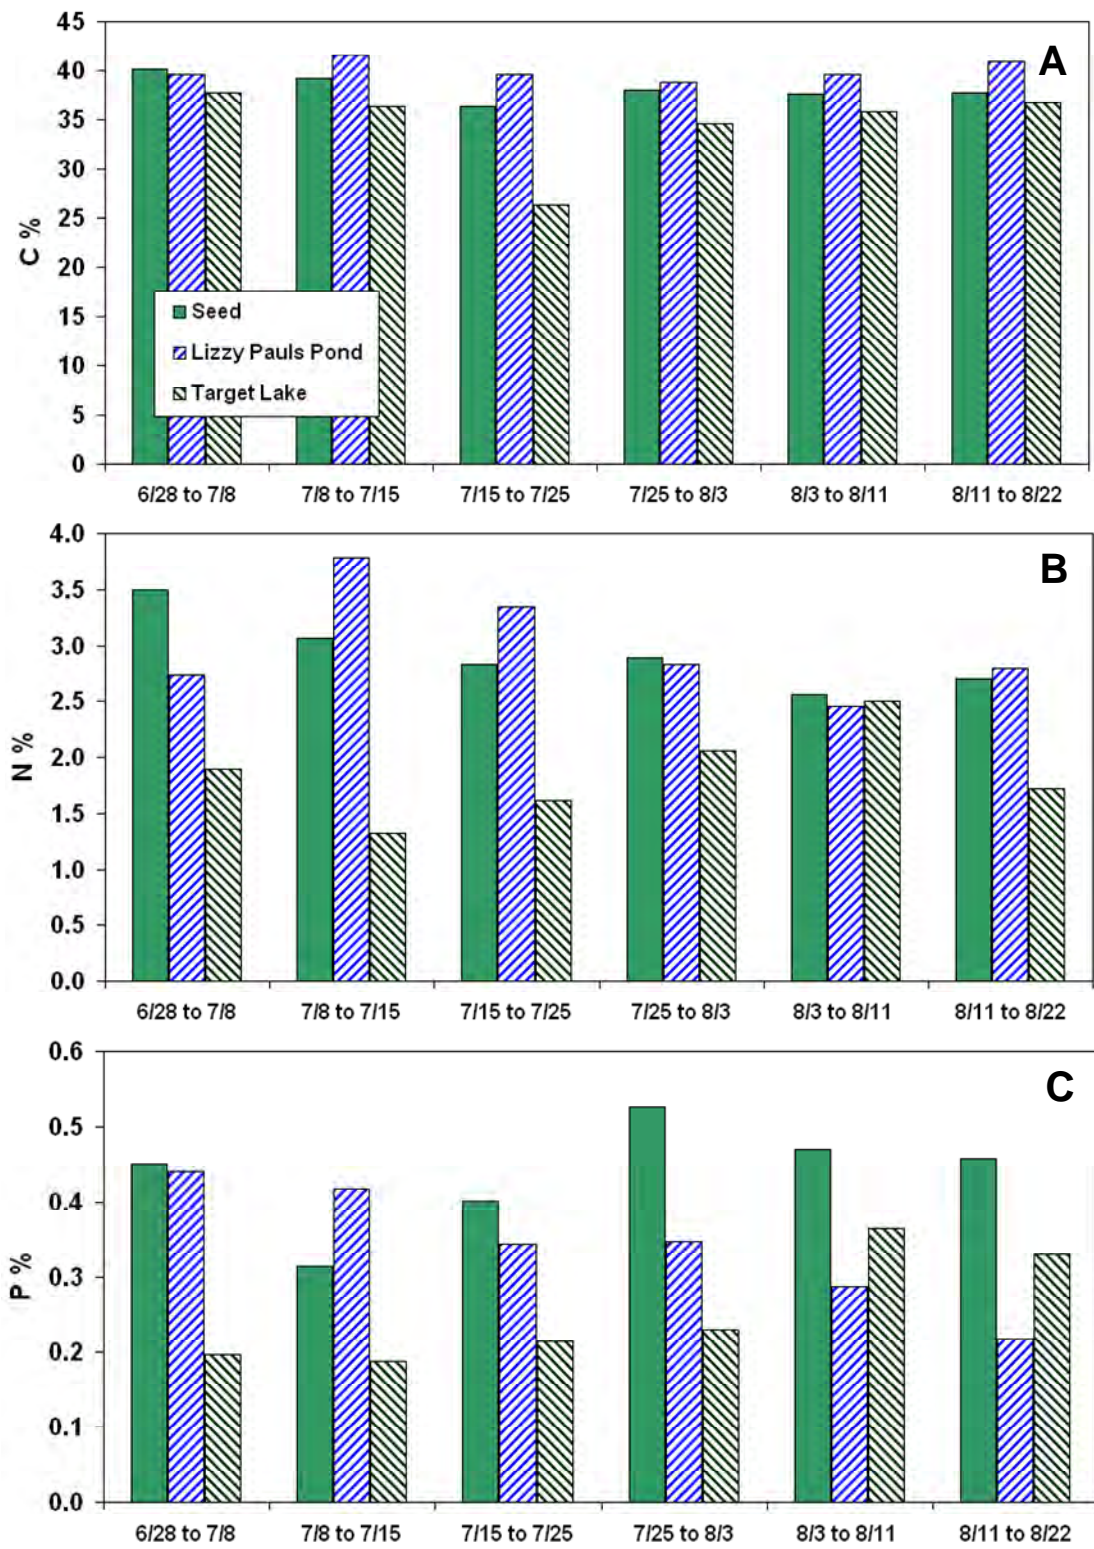 A
C %
45
40
35
30
25
20
15
10
5
0
Seed
Lizzy Pauls Pond
Target Lake
6/28 to 7/8 7/8 to 7/15 7/15 to 7/25 7/25 to 8/3 8/3 to 8/11 8/11 to 8/22
B
N %
4.0
3.5
3.0
2.5
2.0
1.5
1.0
0.5
0.0
6/28 to 7/8 7/8 to 7/15 7/15 to 7/25 7/25 to 8/3 8/3 to 8/11 8/11 to 8/22
C
P %
0.6
0.5
0.4
0.3
0.2
0.1
0.0
6/28 to 7/8 7/8 to 7/15 7/15 to 7/25 7/25 to 8/3 8/3 to 8/11 8/11 to 8/22